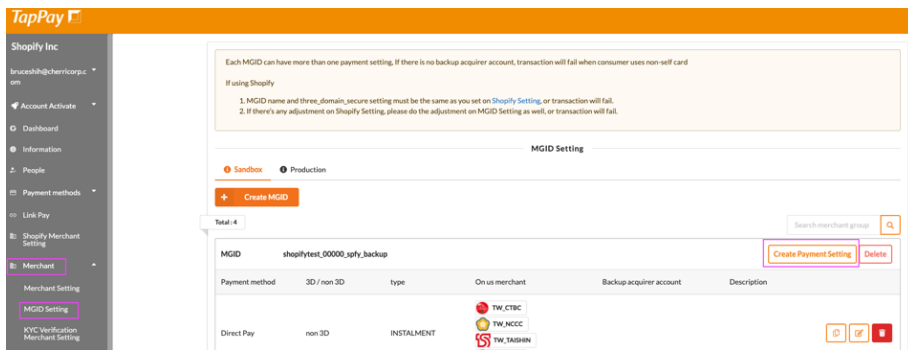 TapPay
Shopify Inc
bruceshih@cherricorp.c
om
Account Activate
Dashboard
Information
People
Payment methods
Link Pay
Shopify Merchant
Setting
Merchant
Merchant Setting
MGID Setting
KYC Verification
Merchant Setting
Each MGID can have more than one payment setting, If there is no backup acquirer account, transaction will fail when consumer uses non-self card
If using Shopify
1. MGID name and three_domain_secure setting must be the same as you set on Shopify Setting, or transaction will fail.
2. If there's any adjustment on Shopify Setting, please do the adjustment on MGID Setting as well, or transaction will fail.
MGID Setting
Sandbox Production
+ Create MGID
Total : 4
Search merchant group
MGID shopifytest_00000_spfy_backup Create Payment Setting Delete
Payment method 3D / non 3D type On us merchant Backup acquirer account Description
TW_CTBC
TW_NCCC
Direct Pay non 3D INSTALMENT
TW_TAISHIN